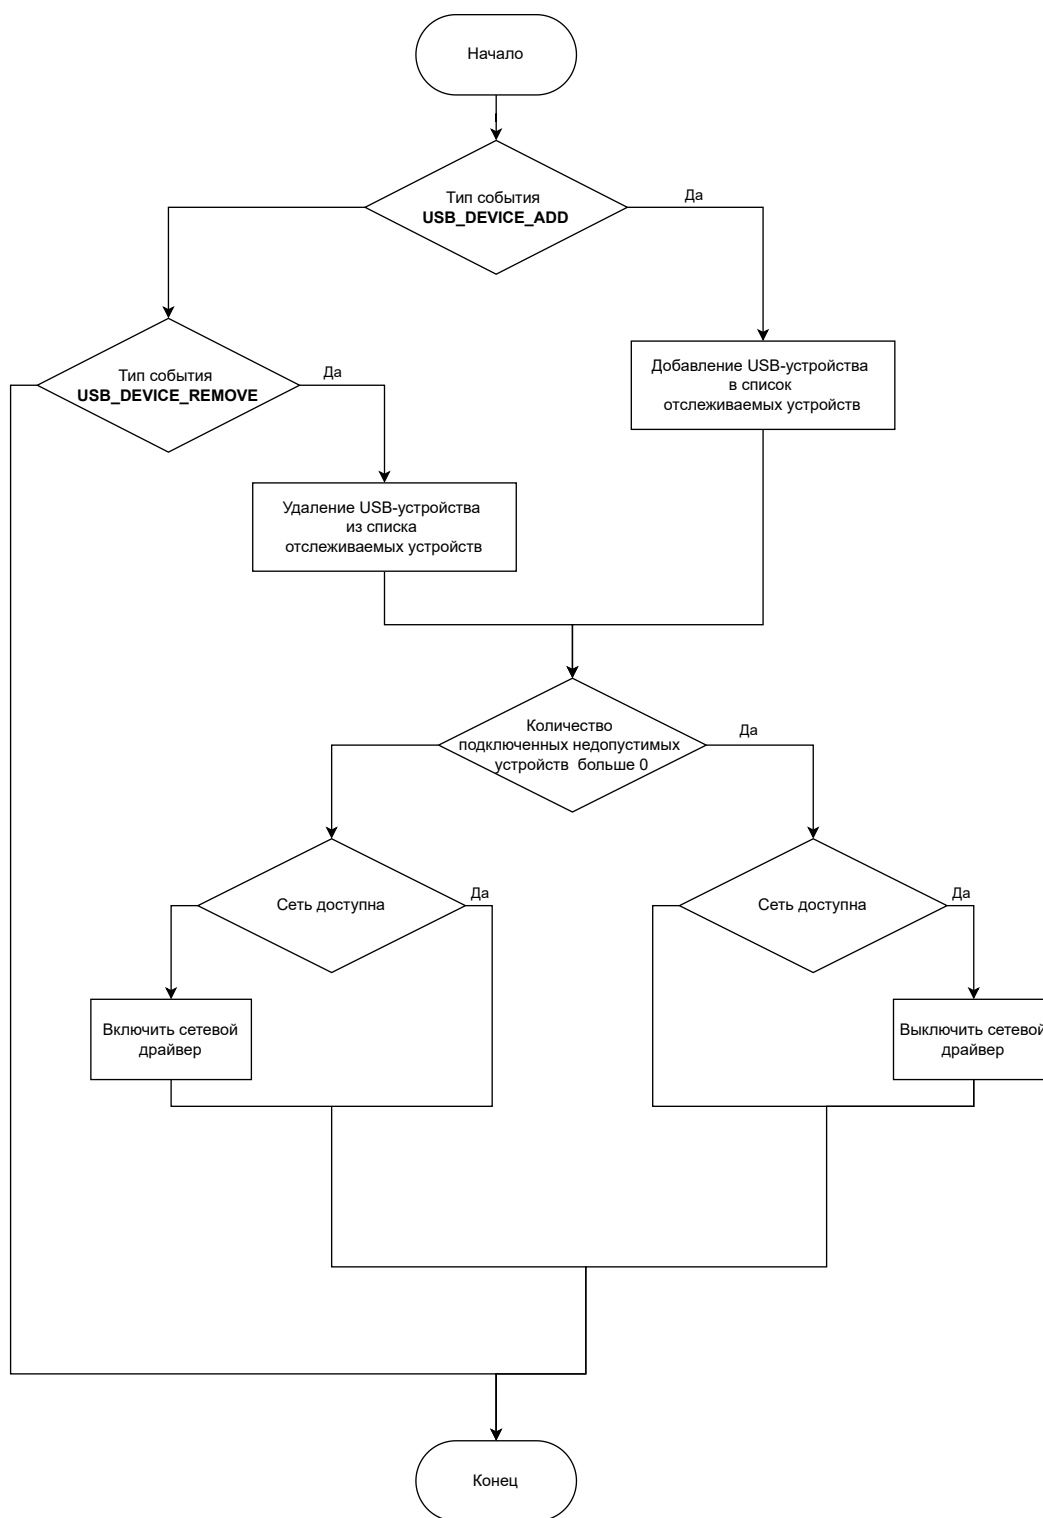 Начало
Тип события
USB_DEVICE_ADD
Да
Тип события
USB_DEVICE_REMOVE
Да
Добавление USB-устройства
в список
отслеживаемых устройств
Удаление USB-устройства
из списка
отслеживаемых устройств
Количество
подключенных недопустимых
устройств больше 0
Да
Сеть доступна
Да
Сеть доступна
Да
Включить сетевой
драйвер
Выключить сетевой
драйвер
Конец